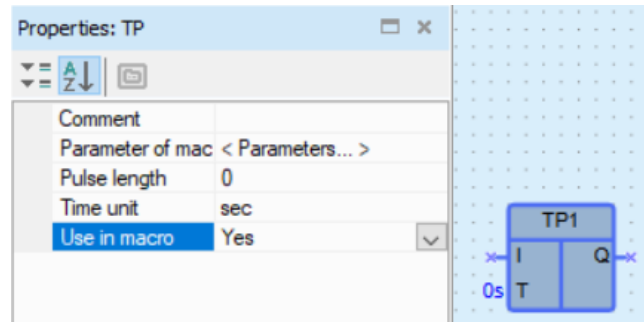 Properties: TP
Comment
Parameter of mac < Parameters... >
Pulse length 0
Time unit sec
Use in macro Yes
TP1
I Q
0s T